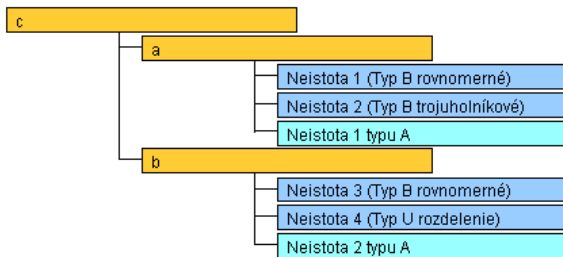 c
a
Neistota 1 (Typ B rovnomerné)
Neistota 2 (Typ B trojuholníkové)
Neistota 1 typu A
b
Neistota 3 (Typ B rovnomerné)
Neistota 4 (Typ U rozdelenie)
Neistota 2 typu A